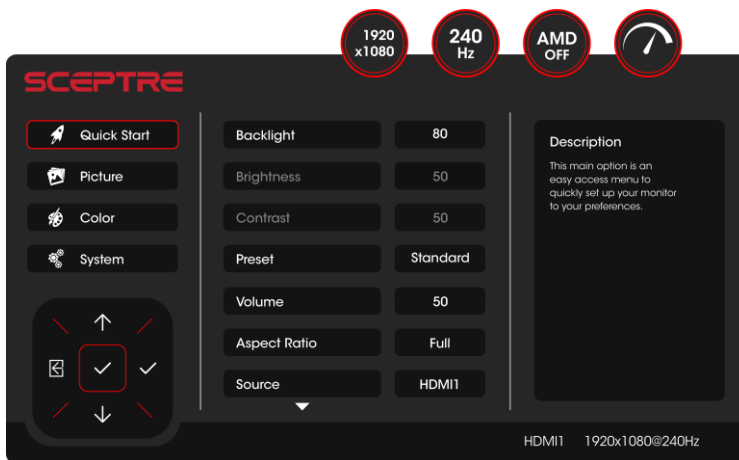 1920
x1080
240
Hz
AMD
OFF
SCEPTRE
Quick Start
Picture
Color
System
Backlight 80
Brightness 50
Contrast 50
Preset Standard
Volume 50
Aspect Ratio Full
Source HDMI1
Description
This main option is an
easy access menu to
quickly set up your monitor
to your preferences.
HDMI1 1920x1080@240Hz